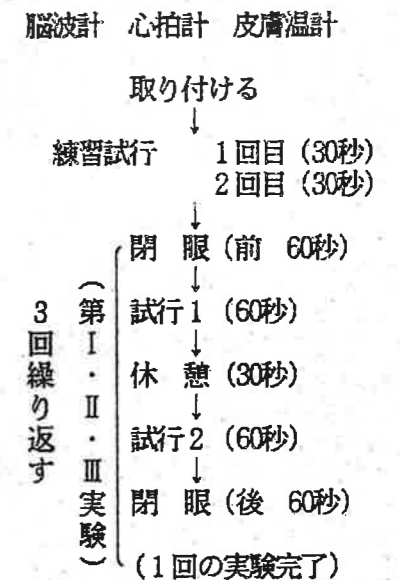 脳波計 心拍計 皮膚温計
取り付ける
↓
練習試行 1回目(30秒)
2回目(30秒)
↓
閉 眼(前 60秒)
↓
試行1(60秒)
↓
休 憩(30秒)
↓
試行2(60秒)
↓
閉 眼(後 60秒)
(1回の実験完了)
(第Ⅰ・Ⅱ・Ⅲ実験)
3回繰り返す